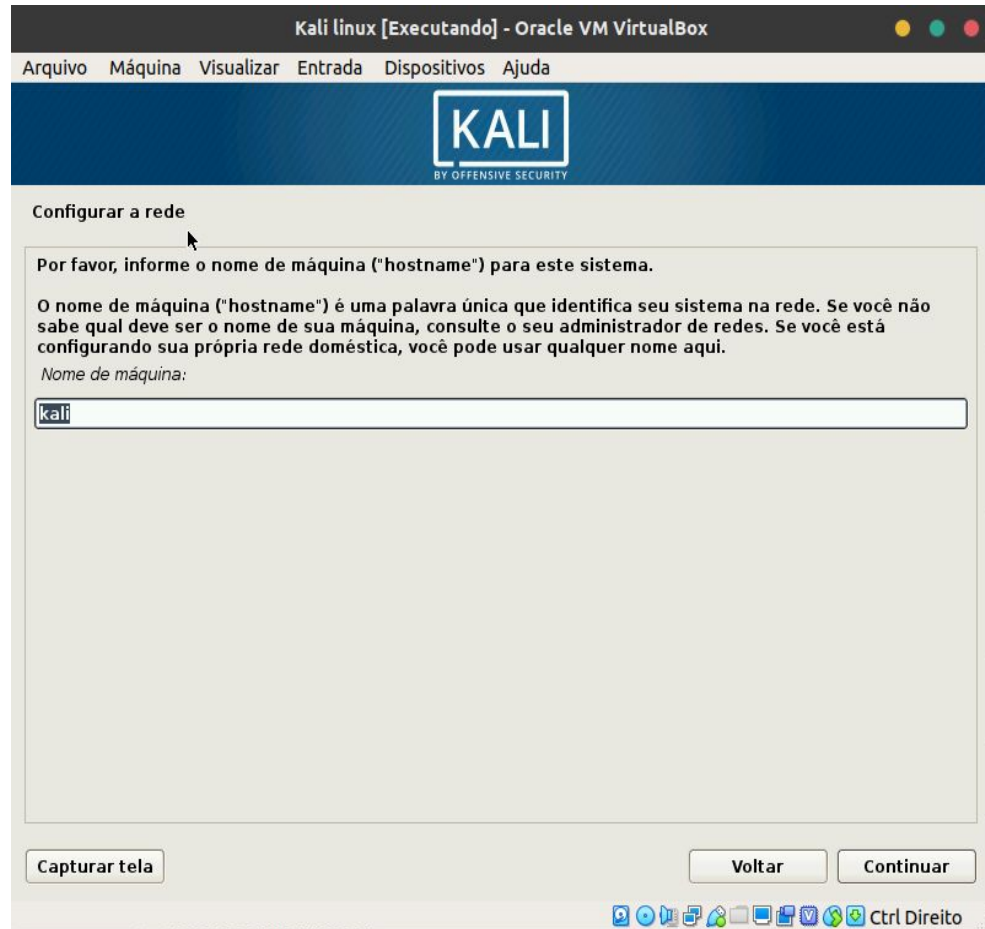 Kali linux [Executando] - Oracle VM VirtualBox
Arquivo Máquina Visualizar Entrada Dispositivos Ajuda
KALI
BY OFFENSIVE SECURITY
Configurar a rede
Por favor, informe o nome de máquina ("hostname") para este sistema.
O nome de máquina ("hostname") é uma palavra única que identifica seu sistema na rede. Se você não
sabe qual deve ser o nome de sua máquina, consulte o seu administrador de redes. Se você está
configurando sua própria rede doméstica, você pode usar qualquer nome aqui.
Nome de máquina:
kali
Capturar tela Voltar Continuar
Ctrl Direito